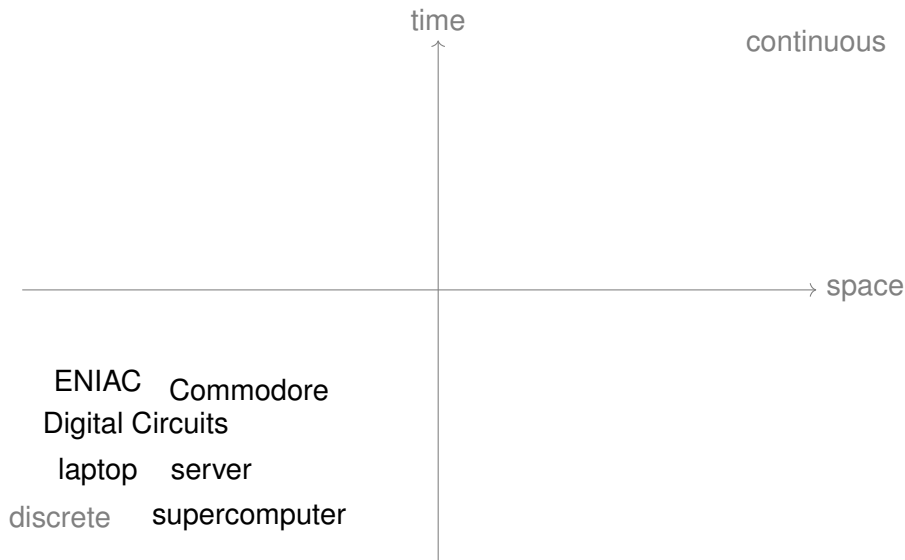 time
continuous
space
ENIAC
Commodore
Digital Circuits
laptop
server
discrete
supercomputer